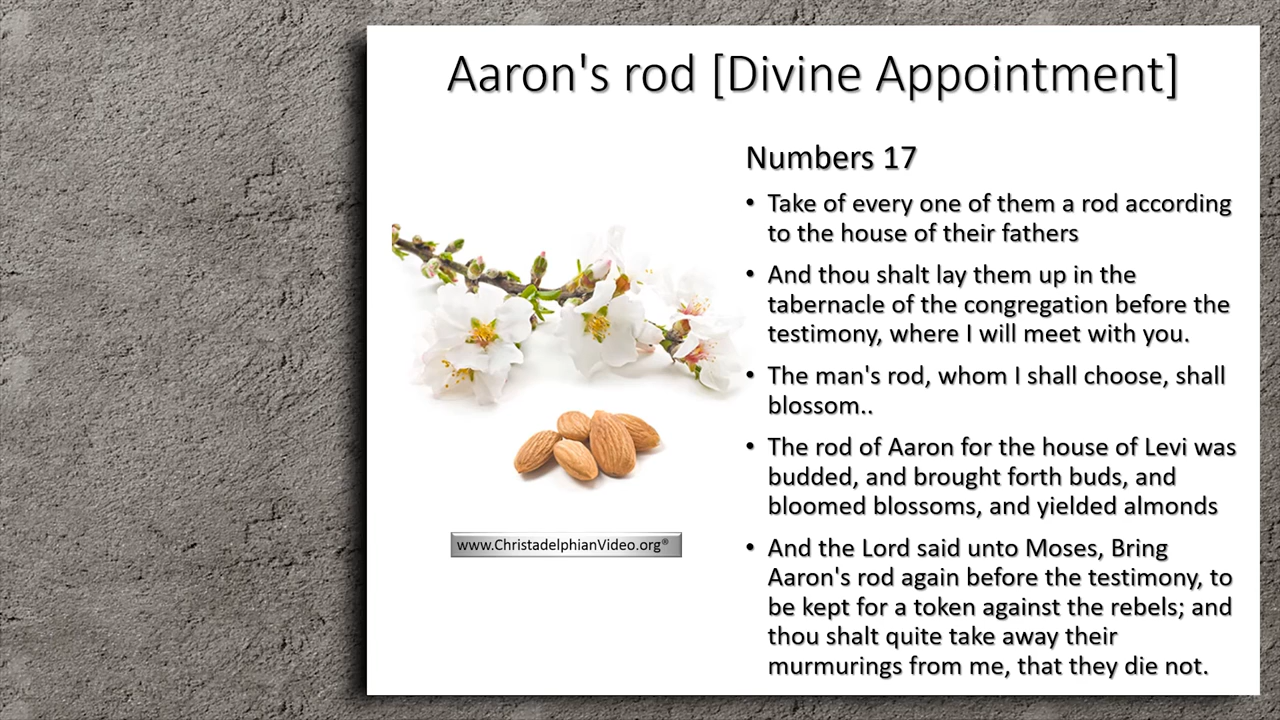 Aaron's rod [Divine Appointment]
Numbers 17
• Take of every one of them a rod according
to the house of their fathers
• And thou shalt lay them up in the
tabernacle of the congregation before the
testimony, where I will meet with you.
• The man's rod, whom I shall choose, shall
blossom..
• The rod of Aaron for the house of Levi was
budded, and brought forth buds, and
bloomed blossoms, and yielded almonds
• And the Lord said unto Moses, Bring
Aaron's rod again before the testimony, to
be kept for a token against the rebels; and
thou shalt quite take away their
murmurings from me, that they die not.
www.ChristadelphianVideo.org®